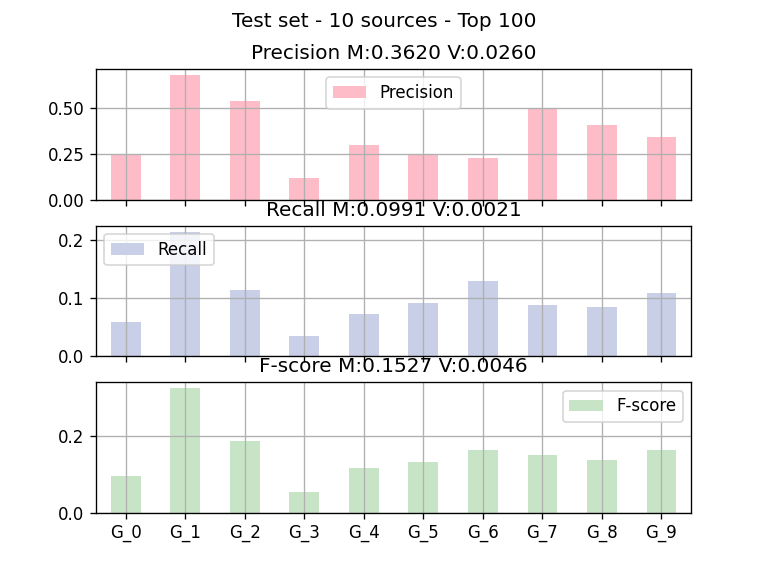 Test set - 10 sources - Top 100
Precision M:0.3620 V:0.0260
Precision
0.50
0.25
0.00
Recall M:0.0991 V:0.0021
Recall
0.2
0.1
0.0
F-score M:0.1527 V:0.0046
F-score
0.2
0.0
G_0 G_1 G_2 G_3 G_4 G_5 G_6 G_7 G_8 G_9